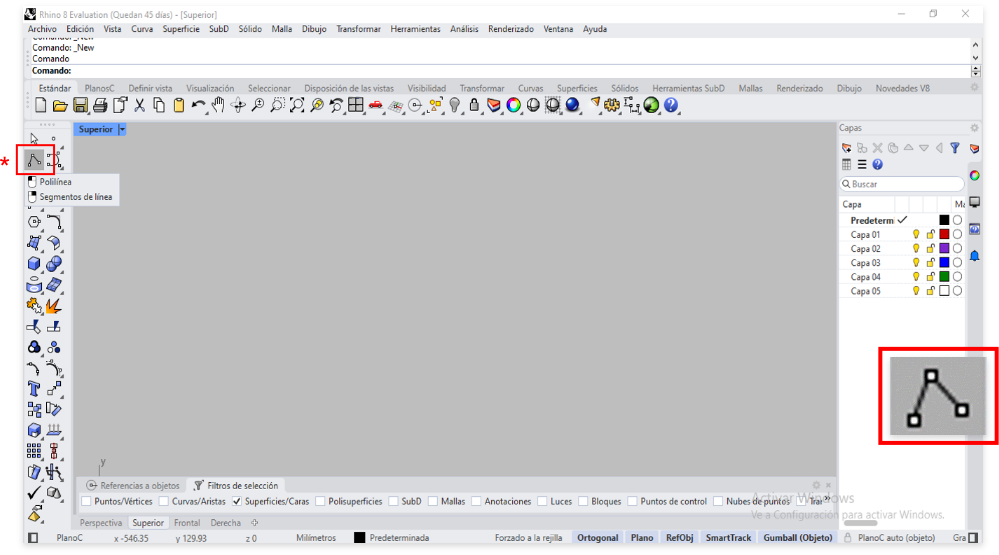 Rhino 8 Evaluation (Quedan 45 días) - [Superior]
Archivo Edición Vista Curva Superficie SubD Sólido Malla Dibujo Transformar Herramientas Análisis Renderizado Ventana Ayuda
Comando: _New
Comando: _New
Comando
Comando:
Estándar PlanosC Definir vista Visualización Seleccionar Disposición de las vistas Visibilidad Transformar Curvas Superficies Sólidos Herramientas SubD Mallas Renderizado Dibujo Novedades V8
Superior
Capas
*
Polilínea
Segmentos de línea
Buscar
Capa Ma
Predeterm
Capa 01
Capa 02
Capa 03
Capa 04
Capa 05
y
Referencias a objetos Filtros de selección
Puntos/Vértices Curvas/Aristas Superficies/Caras Polisuperficies SubD Mallas Anotaciones Luces Bloques Puntos de control Nubes de puntos Trar
Activar Windows
Ve a Configuración para activar Windows.
Perspectiva Superior Frontal Derecha
PlanoC x -546.35 y 129.93 z 0 Milímetros Predeterminada Forzado a la rejilla Ortogonal Plano RefObj SmartTrack Gumball (Objeto) PlanoC auto (objeto) Gra